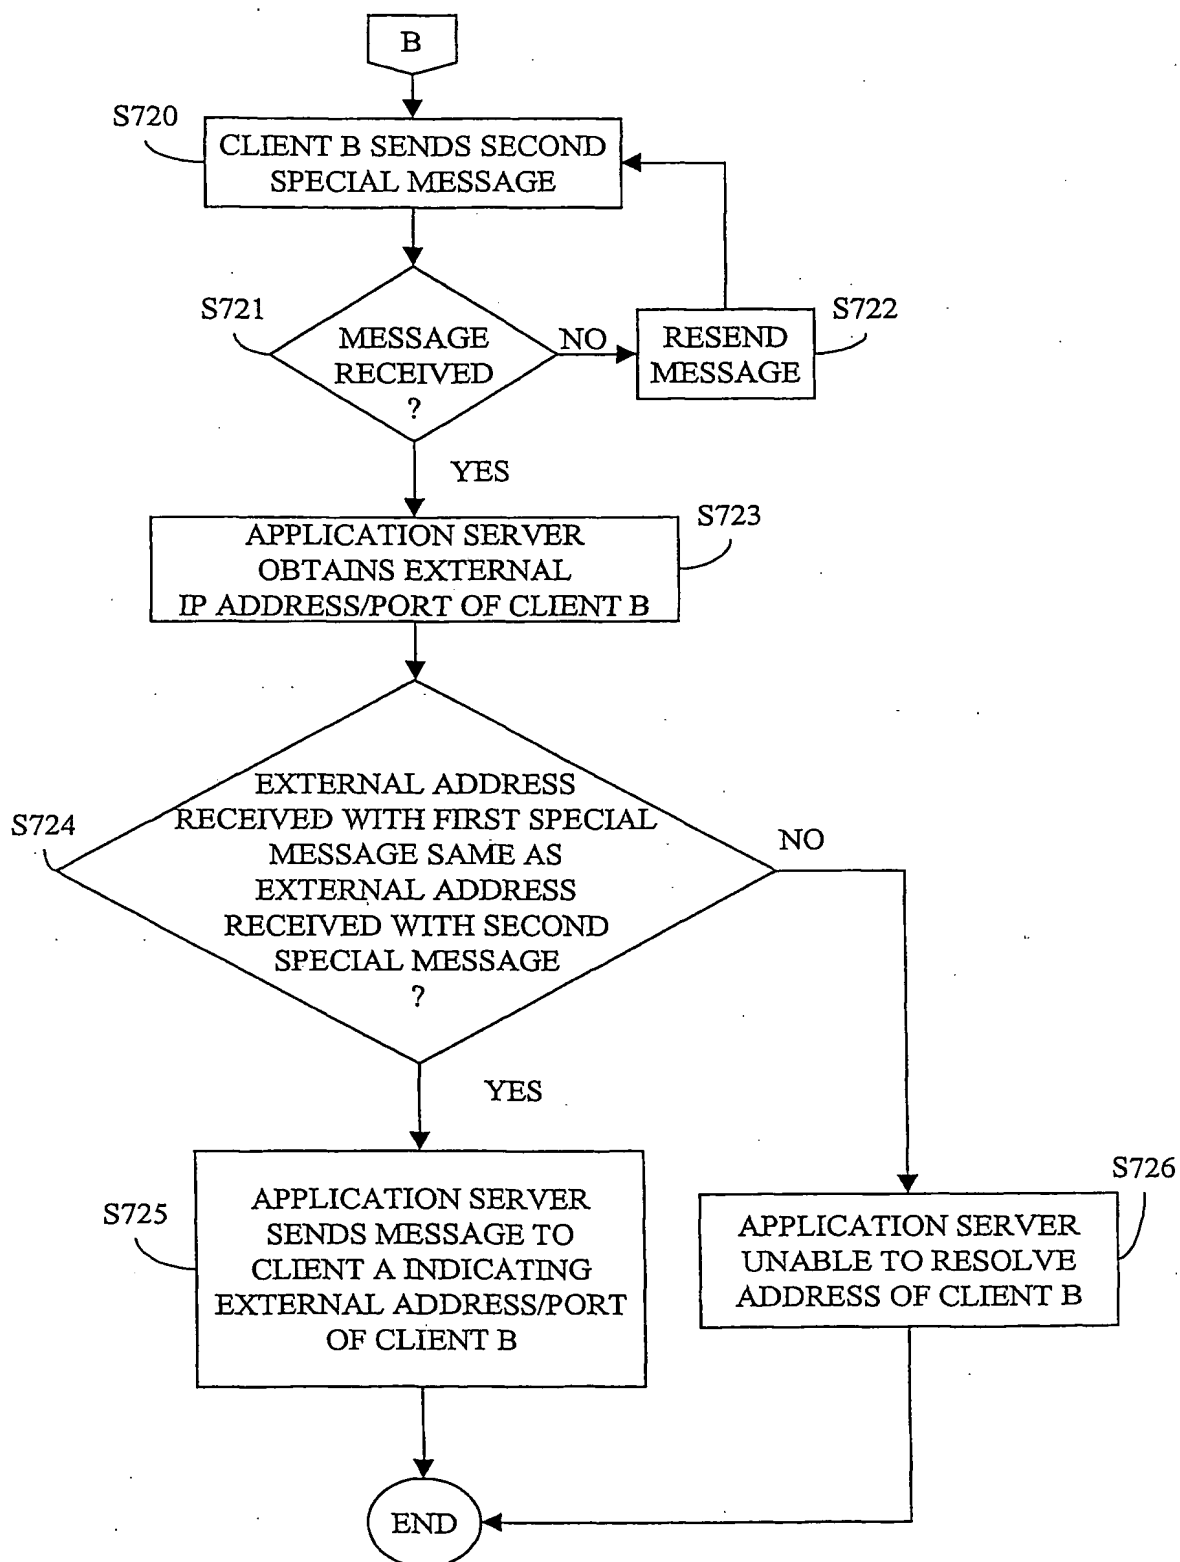 B
S720
CLIENT B SENDS SECOND
SPECIAL MESSAGE
S721
MESSAGE
RECEIVED
?
NO
RESEND
MESSAGE
S722
YES
APPLICATION SERVER
OBTAINS EXTERNAL
IP ADDRESS/PORT OF CLIENT B
S723
S724
EXTERNAL ADDRESS
RECEIVED WITH FIRST SPECIAL
MESSAGE SAME AS
EXTERNAL ADDRESS
RECEIVED WITH SECOND
SPECIAL MESSAGE
?
NO
YES
S725
APPLICATION SERVER
SENDS MESSAGE TO
CLIENT A INDICATING
EXTERNAL ADDRESS/PORT
OF CLIENT B
S726
APPLICATION SERVER
UNABLE TO RESOLVE
ADDRESS OF CLIENT B
END